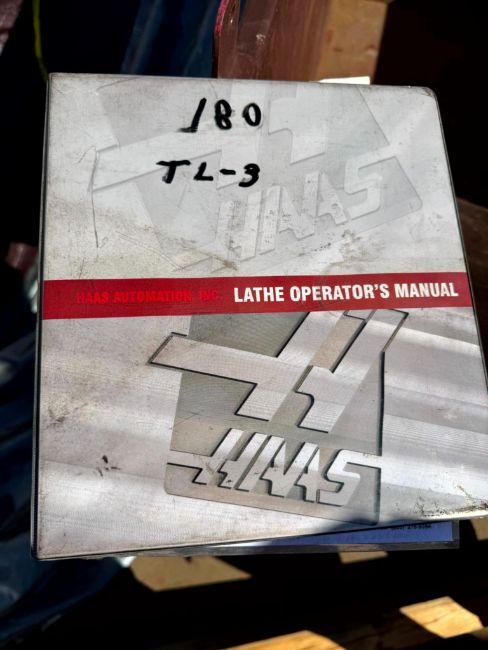 180
TL-3
HAAS
HAAS AUTOMATION, INC. LATHE OPERATOR'S MANUAL
HAAS